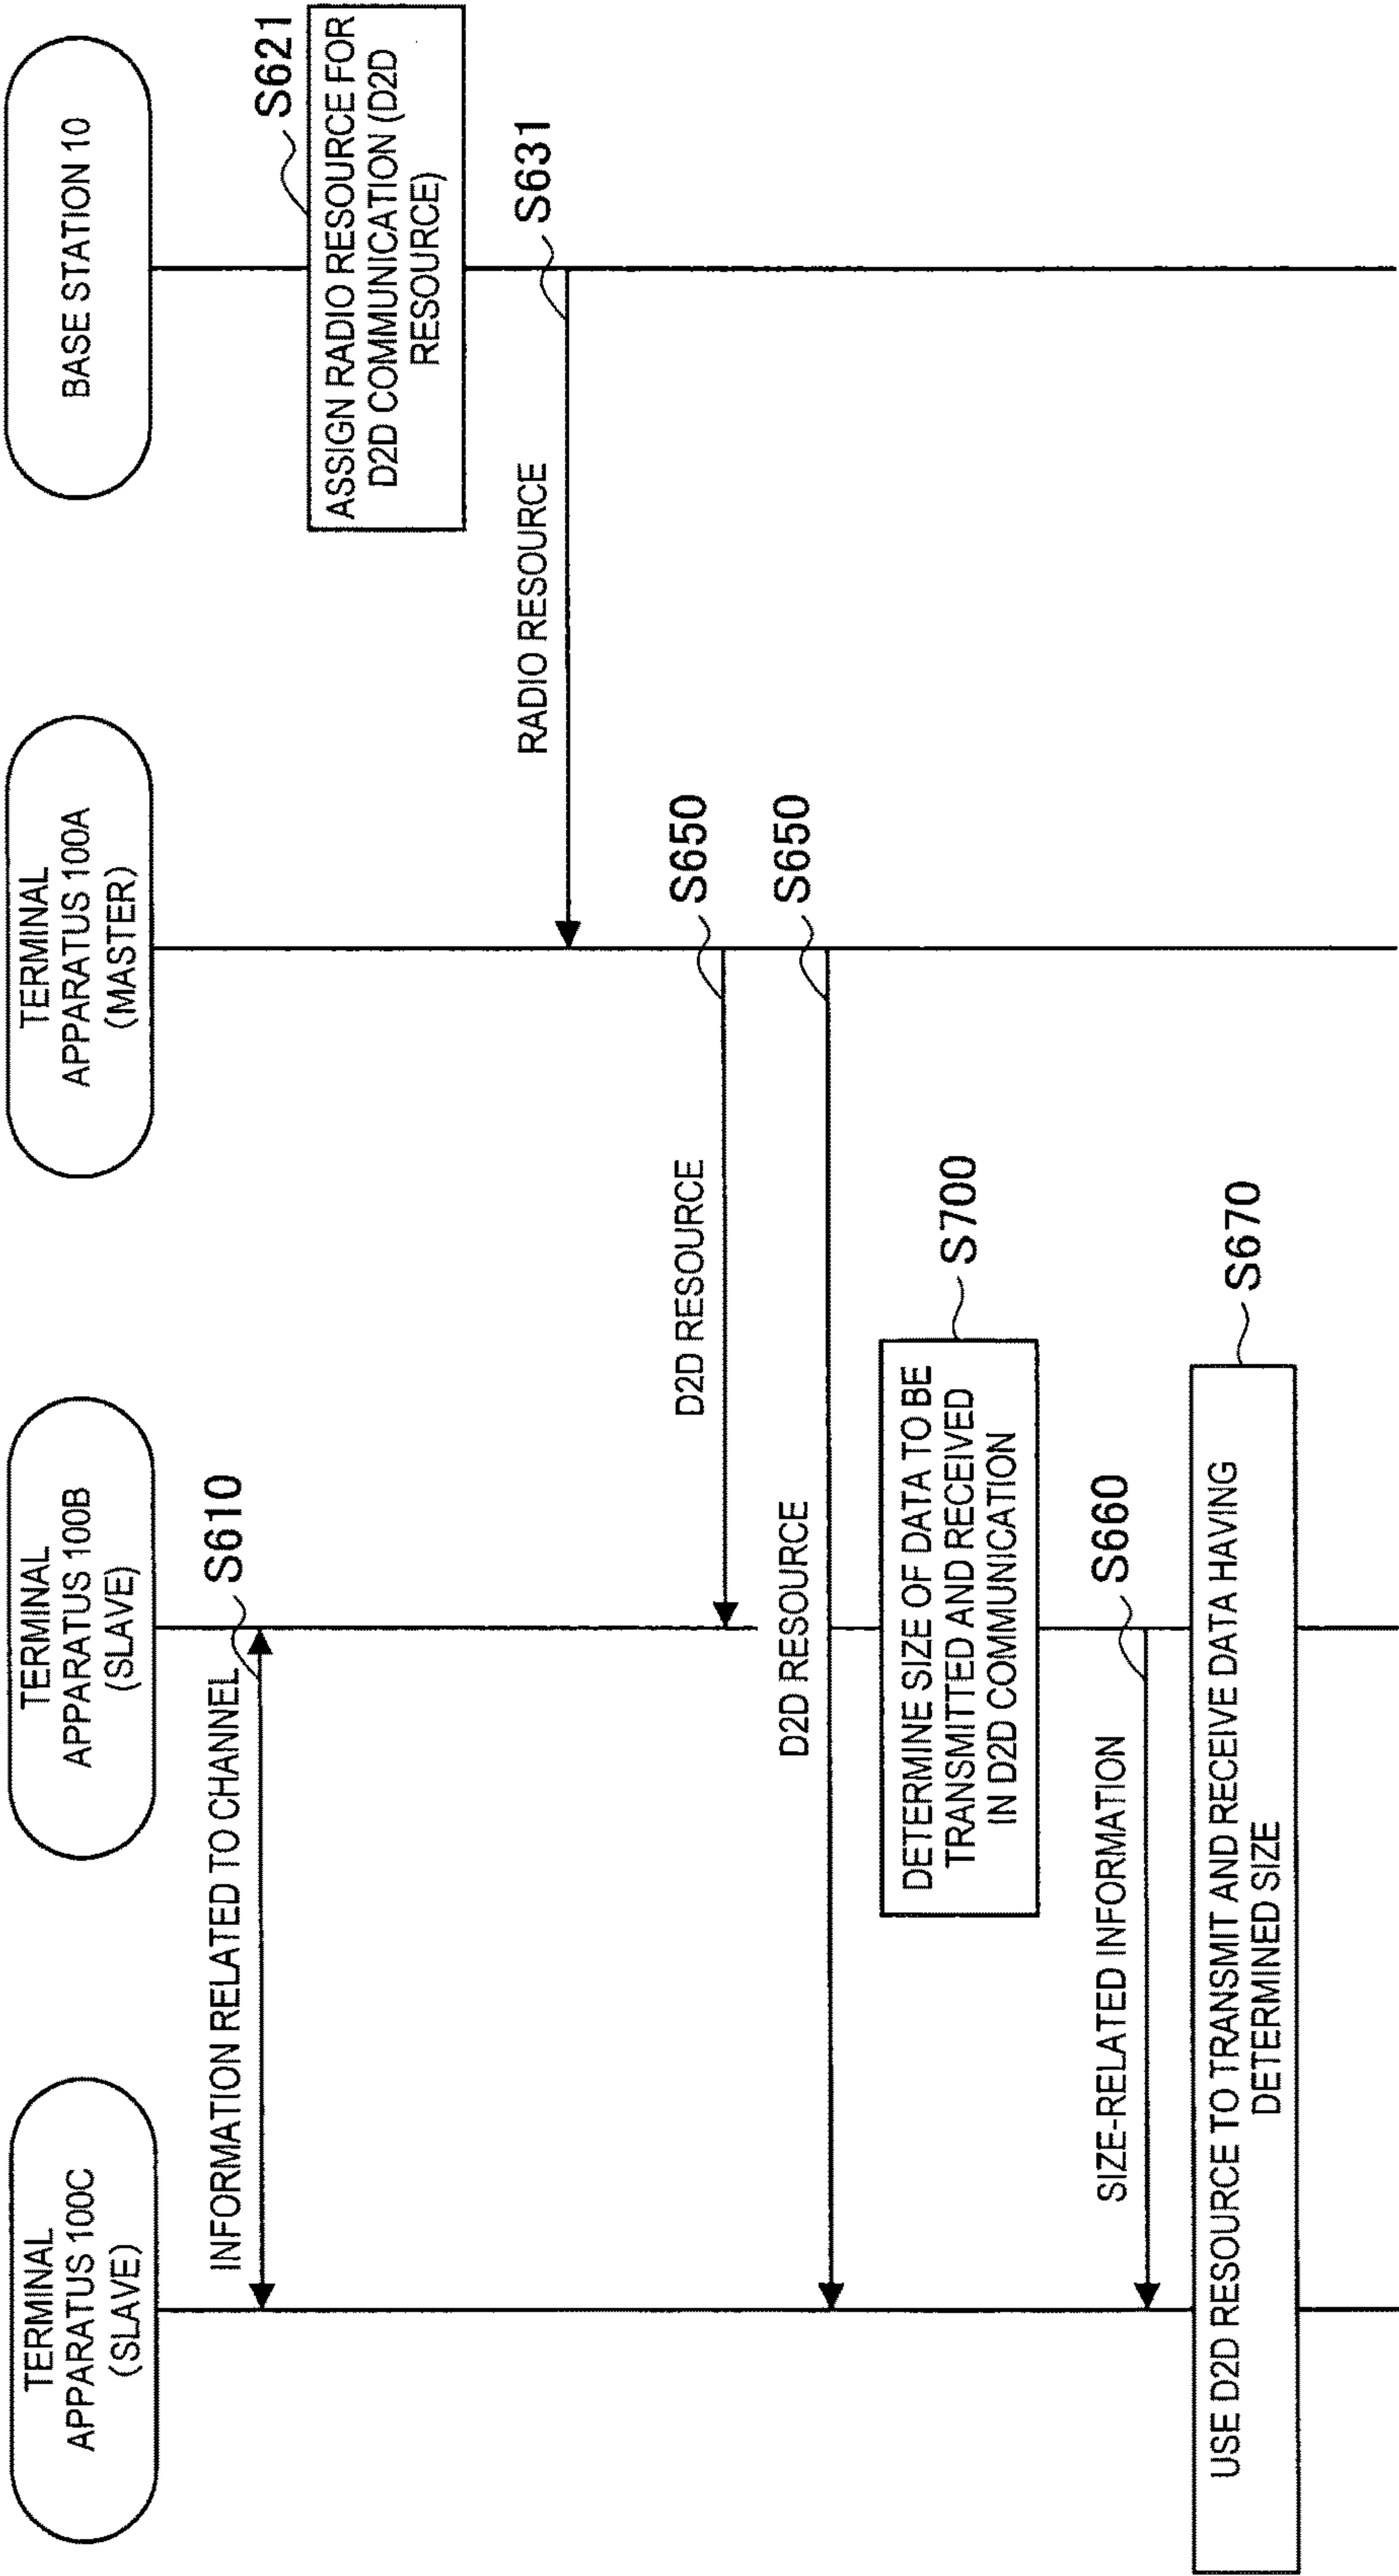 TERMINAL
APPARATUS 100C
(SLAVE)
TERMINAL
APPARATUS 100B
(SLAVE)
TERMINAL
APPARATUS 100A
(MASTER)
BASE STATION 10
INFORMATION RELATED TO CHANNEL
S610
S621
ASSIGN RADIO RESOURCE FOR
D2D COMMUNICATION (D2D
RESOURCE)
RADIO RESOURCE
S631
D2D RESOURCE
S650
D2D RESOURCE
S650
DETERMINE SIZE OF DATA TO BE
TRANSMITTED AND RECEIVED
IN D2D COMMUNICATION
S700
SIZE-RELATED INFORMATION
S660
USE D2D RESOURCE TO TRANSMIT AND RECEIVE DATA HAVING
DETERMINED SIZE
S670